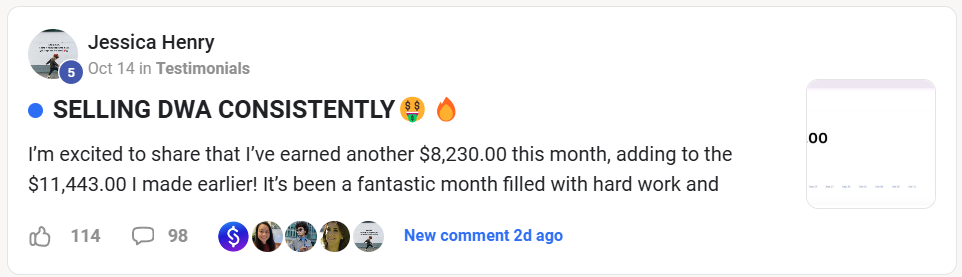 Jessica Henry
5
Oct 14 in Testimonials
SELLING DWA CONSISTENTLY🤑🔥
I’m excited to share that I’ve earned another $8,230.00 this month, adding to the
$11,443.00 I made earlier! It’s been a fantastic month filled with hard work and
.00
114
98
$
New comment 2d ago